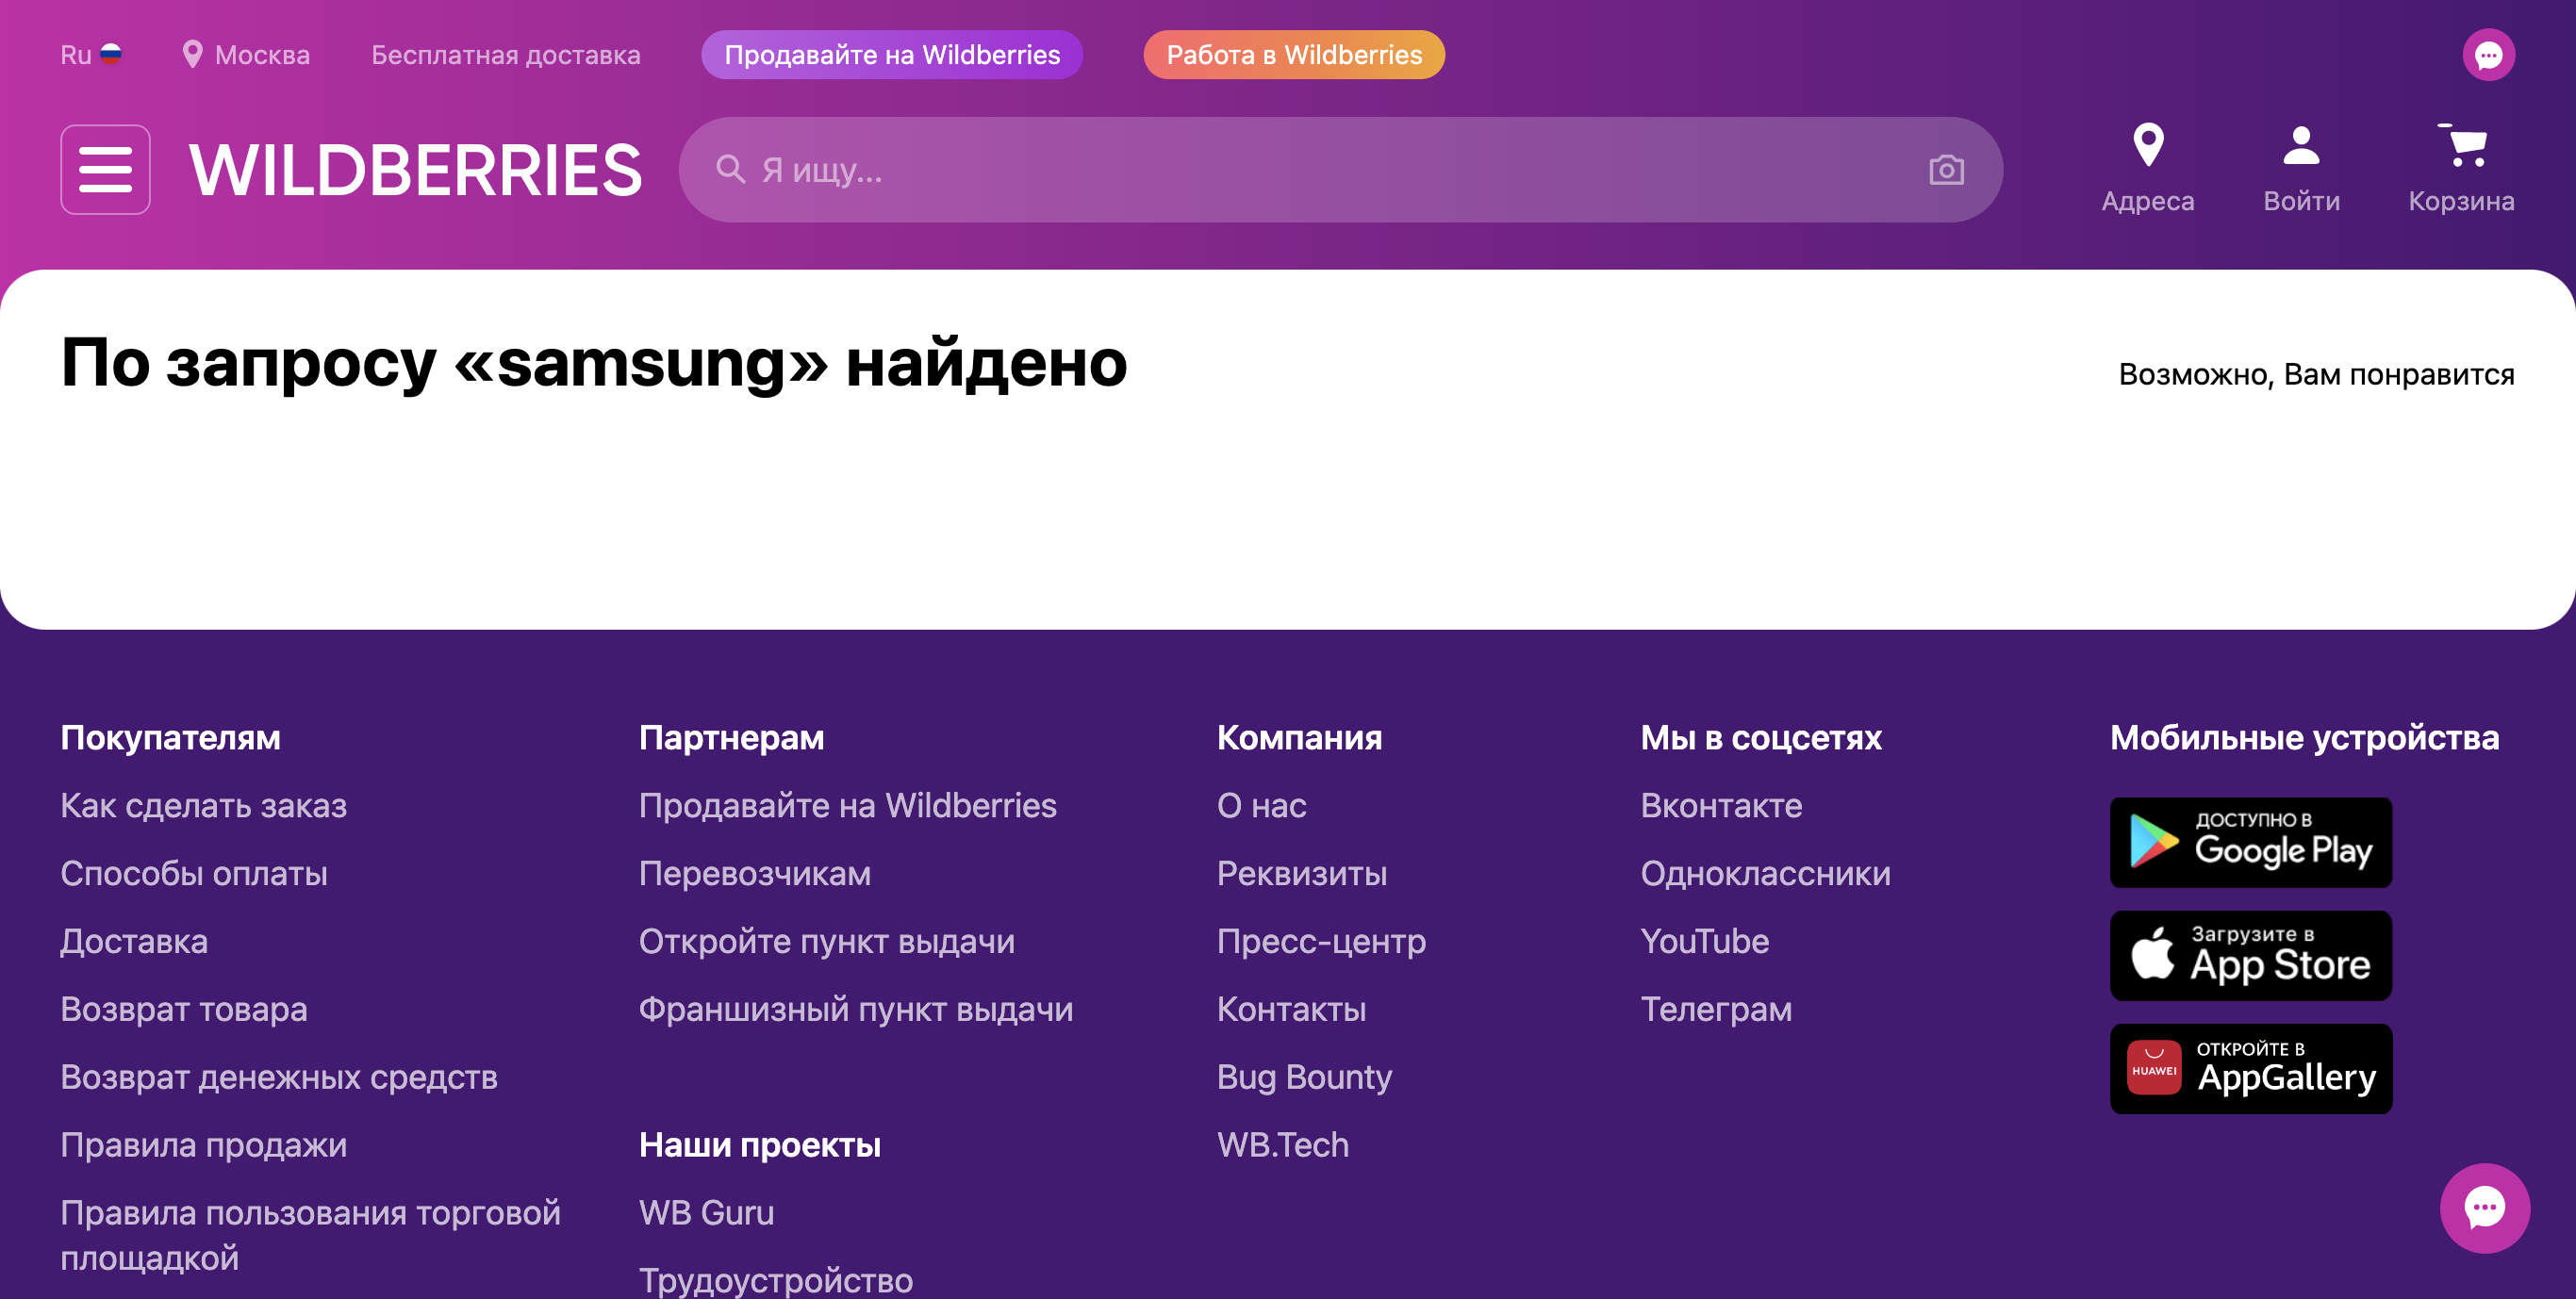 Ru
Москва
Бесплатная доставка
Продавайте на Wildberries
Работа в Wildberries
WILDBERRIES
Я ищу...
Адреса
Войти
Корзина
По запросу «samsung» найдено
Возможно, Вам понравится
Покупателям
Как сделать заказ
Способы оплаты
Доставка
Возврат товара
Возврат денежных средств
Правила продажи
Правила пользования торговой
площадкой
Партнерам
Продавайте на Wildberries
Перевозчикам
Откройте пункт выдачи
Франшизный пункт выдачи
Наши проекты
WB Guru
Трудоустройство
Компания
О нас
Реквизиты
Пресс-центр
Контакты
Bug Bounty
WB.Tech
Мы в соцсетях
Вконтакте
Одноклассники
YouTube
Телеграм
Мобильные устройства
ДОСТУПНО В
Google Play
Загрузите в
App Store
HUAWEI
ОТКРОЙТЕ В
AppGallery